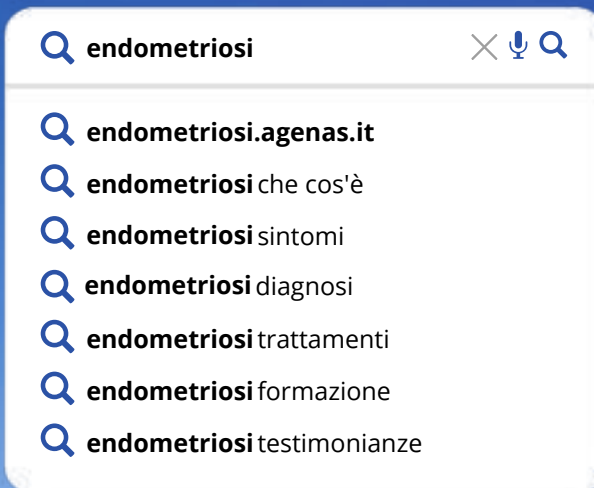 endometriosi
endometriosi.agenas.it
endometriosi che cos'è
endometriosi sintomi
endometriosi diagnosi
endometriosi trattamenti
endometriosi formazione
endometriosi testimonianze